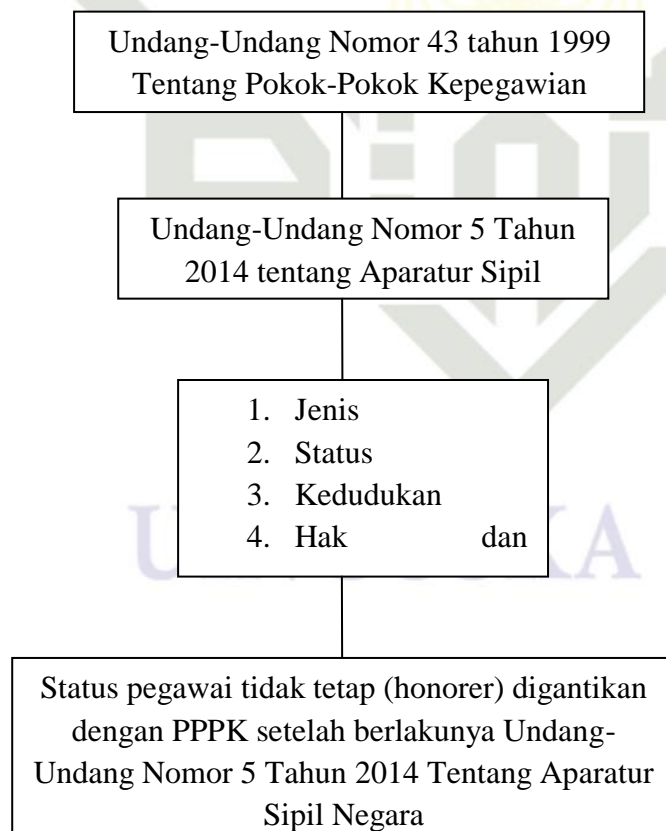 Undang-Undang Nomor 43 tahun 1999
Tentang Pokok-Pokok Kepegawian
Undang-Undang Nomor 5 Tahun
2014 tentang Aparatur Sipil
1. Jenis
2. Status
3. Kedudukan
4. Hak dan
Status pegawai tidak tetap (honorer) digantikan
dengan PPPK setelah berlakunya Undang-
Undang Nomor 5 Tahun 2014 Tentang Aparatur
Sipil Negara